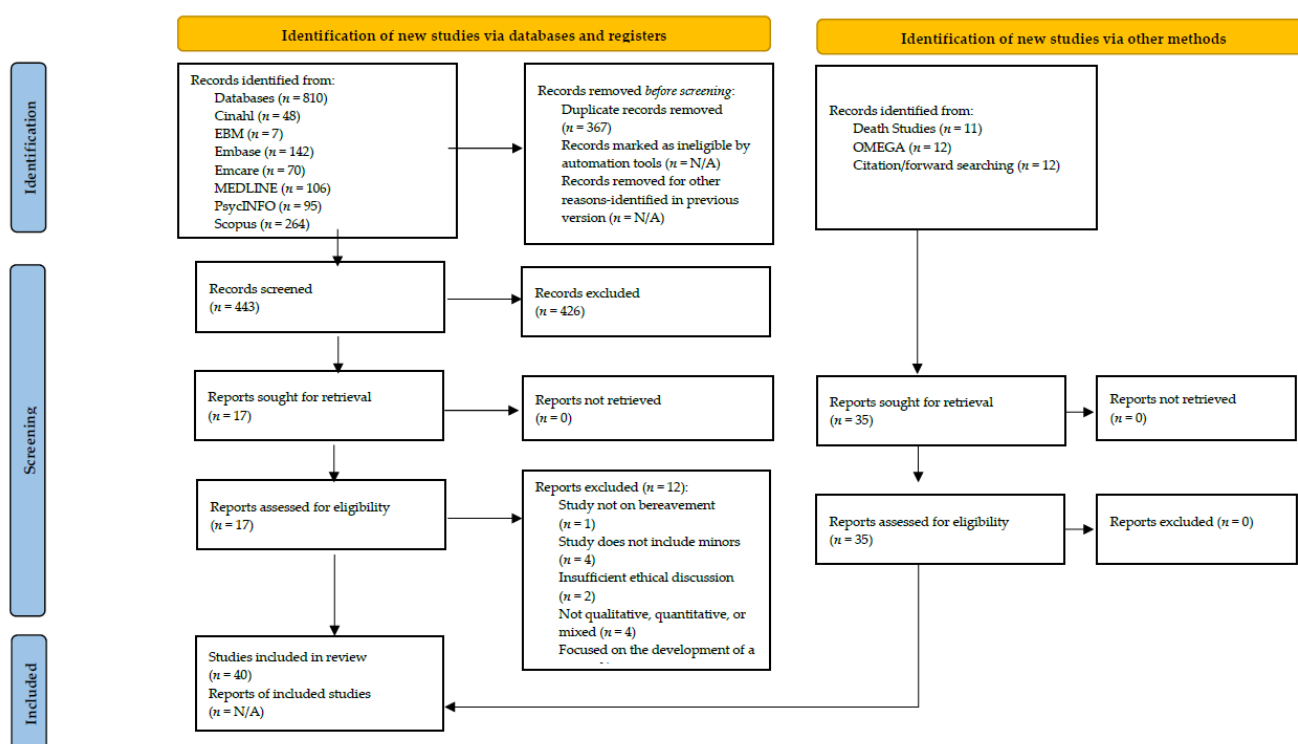 Identification of new studies via databases and registers
Identification of new studies via other methods
Identification
Records identified from:
Databases (n = 810)
Cinahl (n = 48)
EBM (n = 7)
Embase (n = 142)
Emcare (n = 70)
MEDLINE (n = 106)
PsycINFO (n = 95)
Scopus (n = 264)
Records removed before screening:
Duplicate records removed
(n = 367)
Records marked as ineligible by
automation tools (n = N/A)
Records removed for other
reasons-identified in previous
version (n = N/A)
Records identified from:
Death Studies (n = 11)
OMEGA (n = 12)
Citation/forward searching (n = 12)
Screening
Records screened
(n = 443)
Records excluded
(n = 426)
Reports sought for retrieval
(n = 17)
Reports not retrieved
(n = 0)
Reports sought for retrieval
(n = 35)
Reports not retrieved
(n = 0)
Reports assessed for eligibility
(n = 17)
Reports excluded (n = 12):
Study not on bereavement
(n = 1)
Study does not include minors
(n = 4)
Insufficient ethical discussion
(n = 2)
Not qualitative, quantitative, or
mixed (n = 4)
Focused on the development of a
Reports assessed for eligibility
(n = 35)
Reports excluded (n = 0)
Included
Studies included in review
(n = 40)
Reports of included studies
(n = N/A)